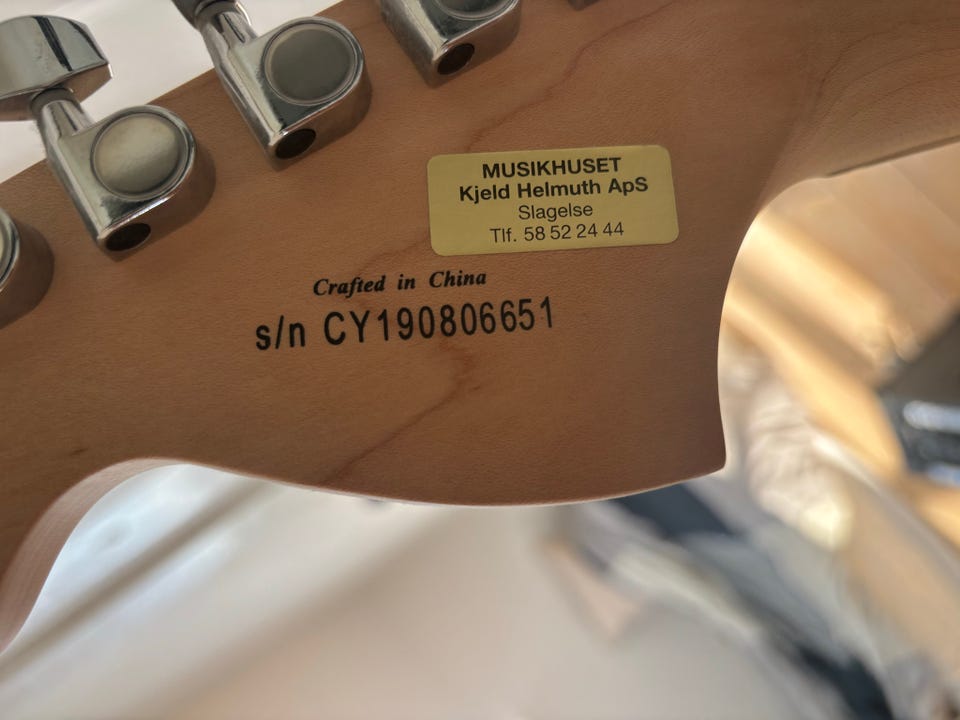 MUSIKHUSET
Kjeld Helmuth ApS
Slagelse
Tlf. 58 52 24 44
Crafted in China
s/n CY190806651